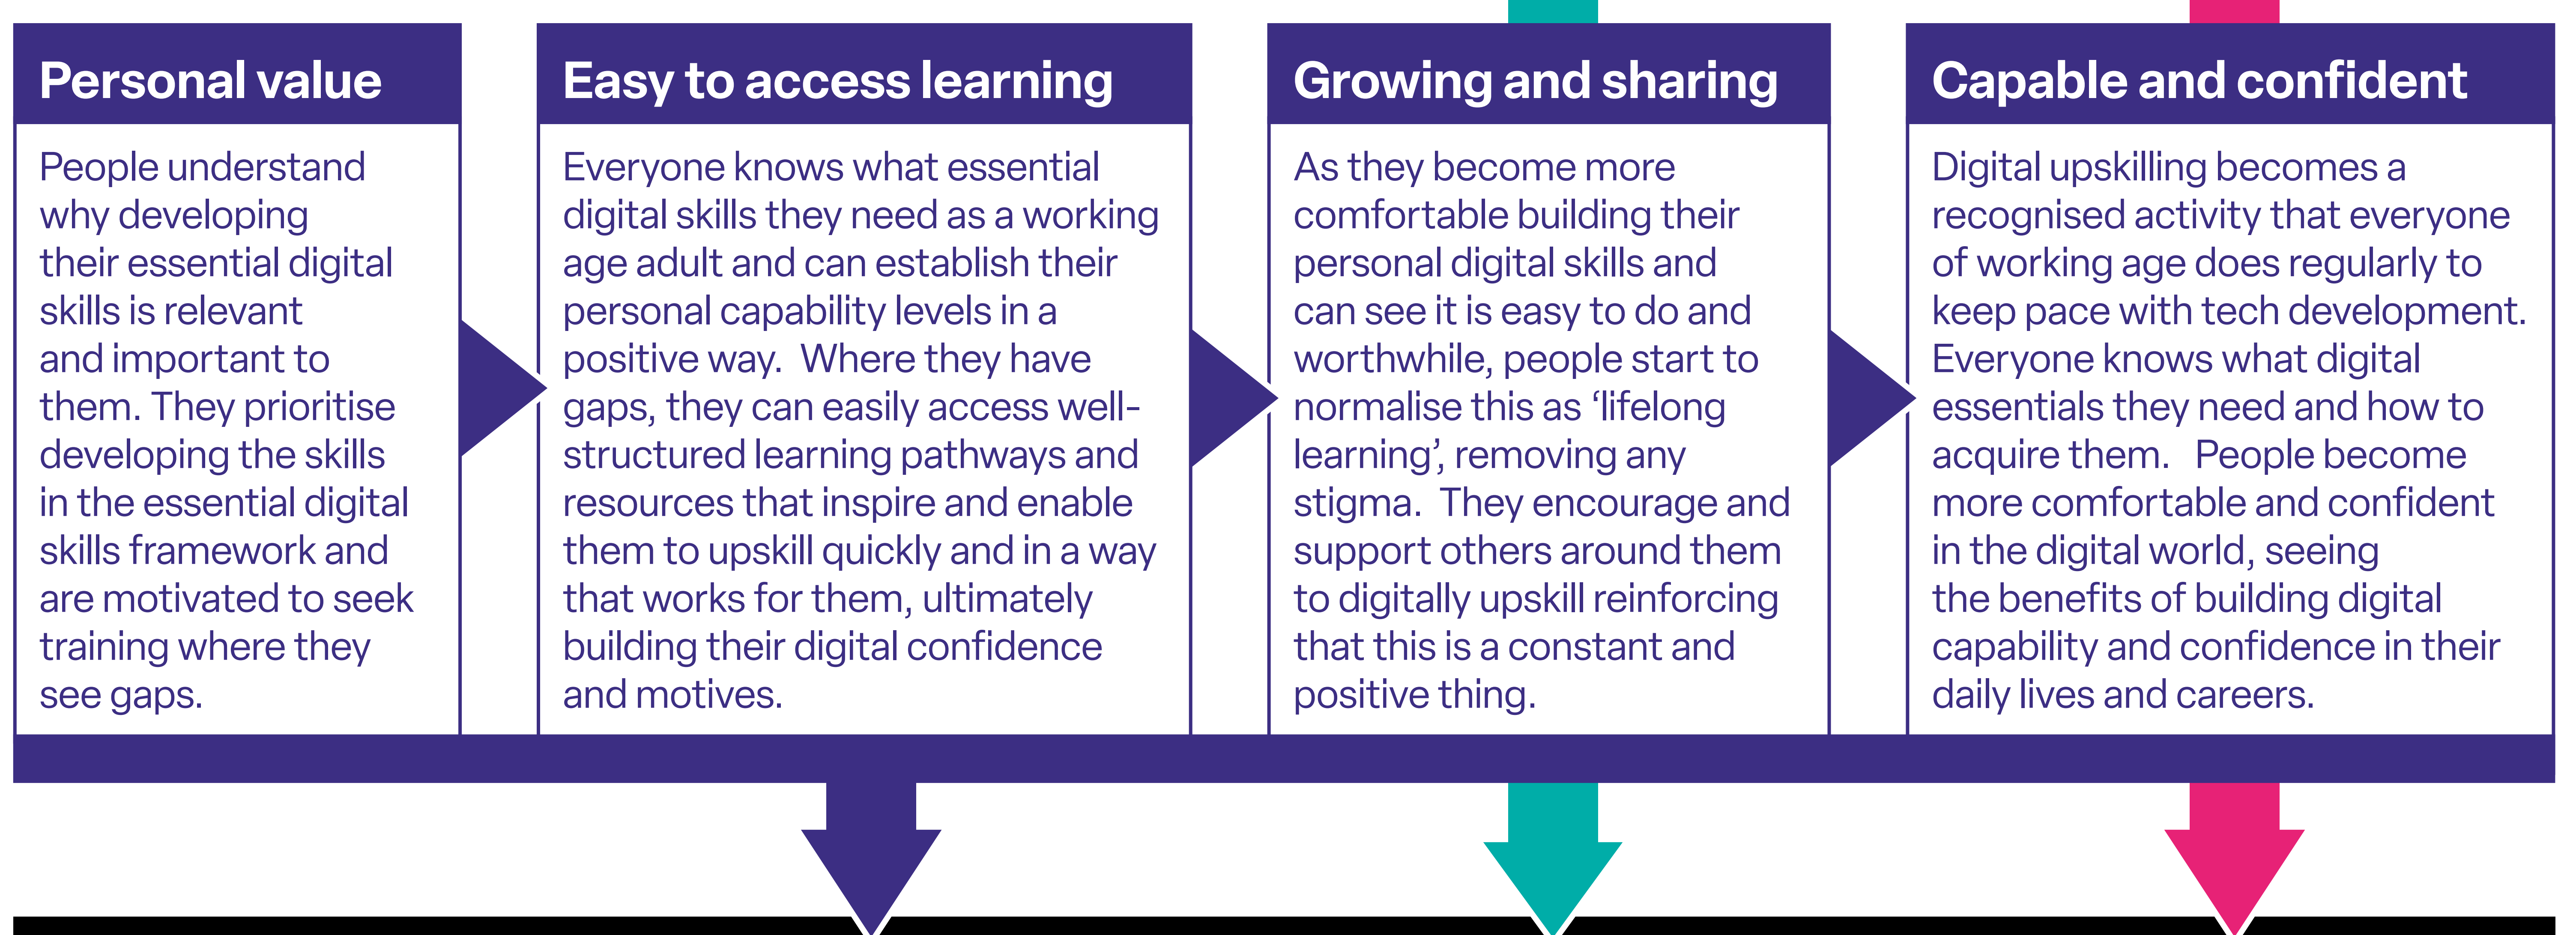 Personal value
People understand
why developing
their essential digital
skills is relevant
and important to
them. They prioritise
developing the skills
in the essential digital
skills framework and
are motivated to seek
training where they
see gaps.
Easy to access learning
Everyone knows what essential
digital skills they need as a working
age adult and can establish their
personal capability levels in a
positive way.  Where they have
gaps, they can easily access well-
structured learning pathways and
resources that inspire and enable
them to upskill quickly and in a way
that works for them, ultimately
building their digital confidence
and motives.
Growing and sharing
As they become more
comfortable building their
personal digital skills and
can see it is easy to do and
worthwhile, people start to
normalise this as ‘lifelong
learning’, removing any
stigma.  They encourage and
support others around them
to digitally upskill reinforcing
that this is a constant and
positive thing.
Capable and confident
Digital upskilling becomes a
recognised activity that everyone
of working age does regularly to
keep pace with tech development.
Everyone knows what digital
essentials they need and how to
acquire them.   People become
more comfortable and confident
in the digital world, seeing
the benefits of building digital
capability and confidence in their
daily lives and careers.